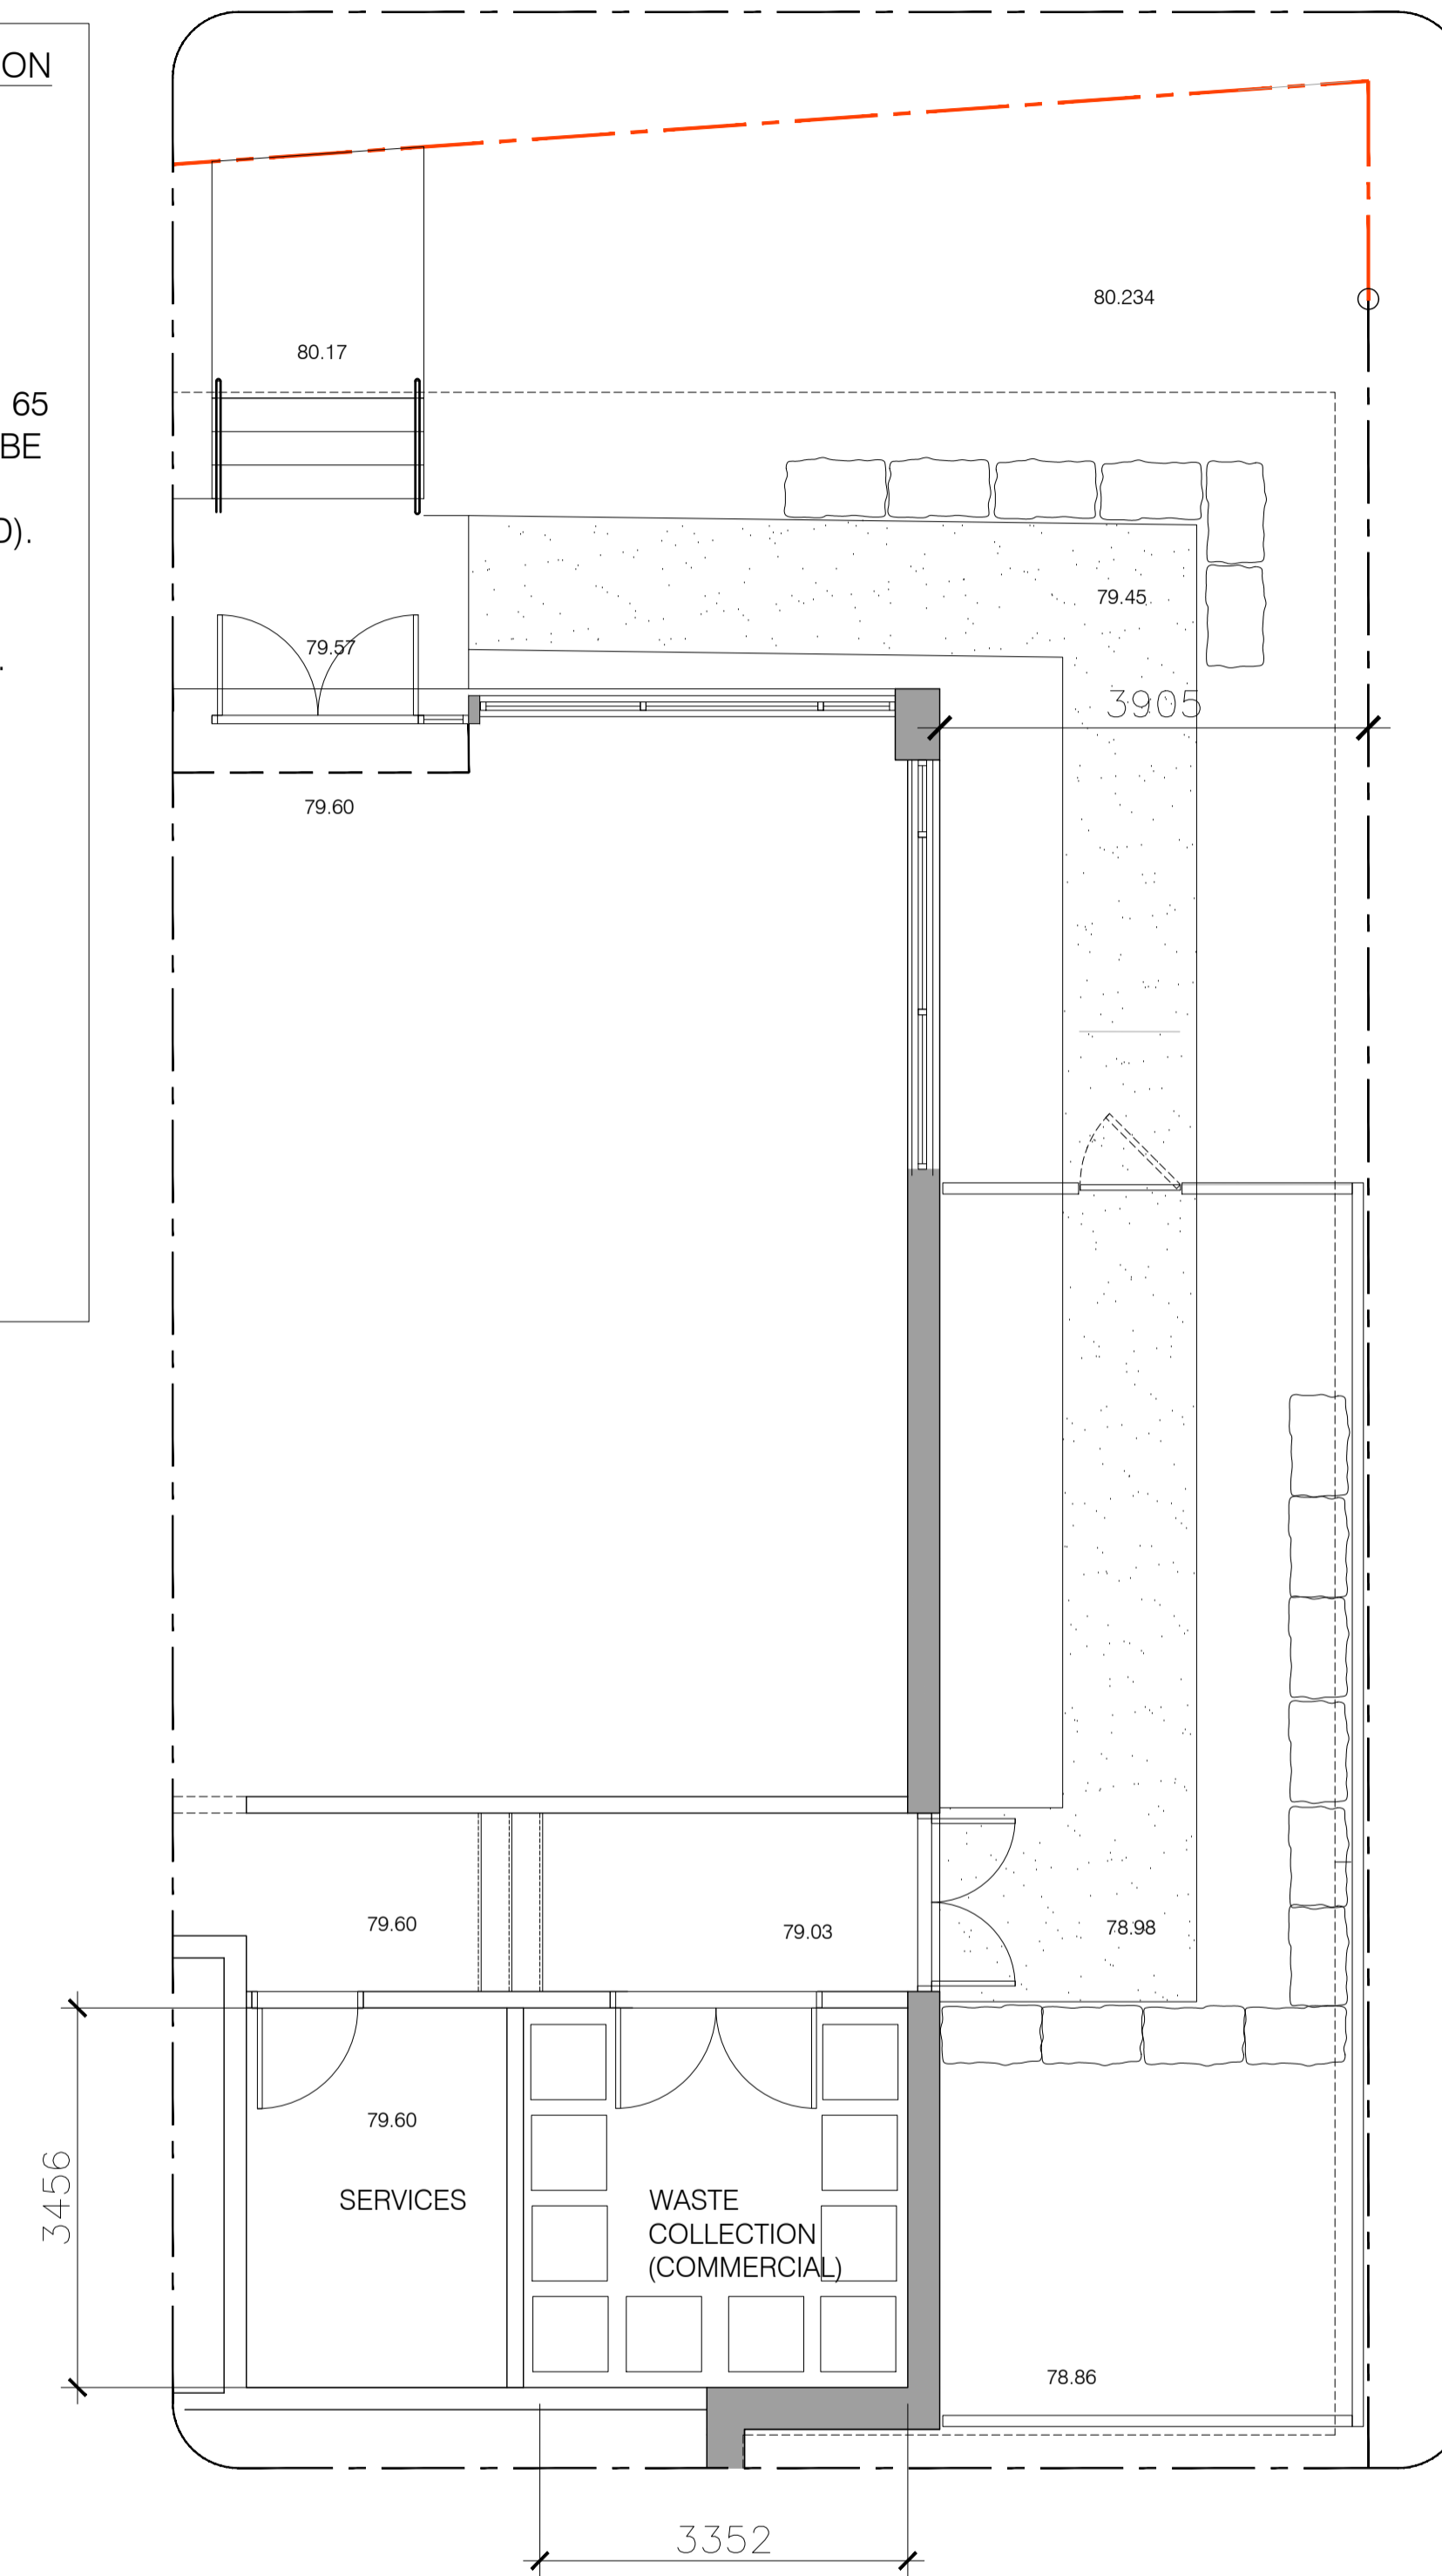 ON
65
BE
D).
.
80.234
80.17
79.45
79.57
3905
79.60
79.60
79.03
78.98
79.60
3456
SERVICES
WASTE
COLLECTION
(COMMERCIAL)
78.86
3352